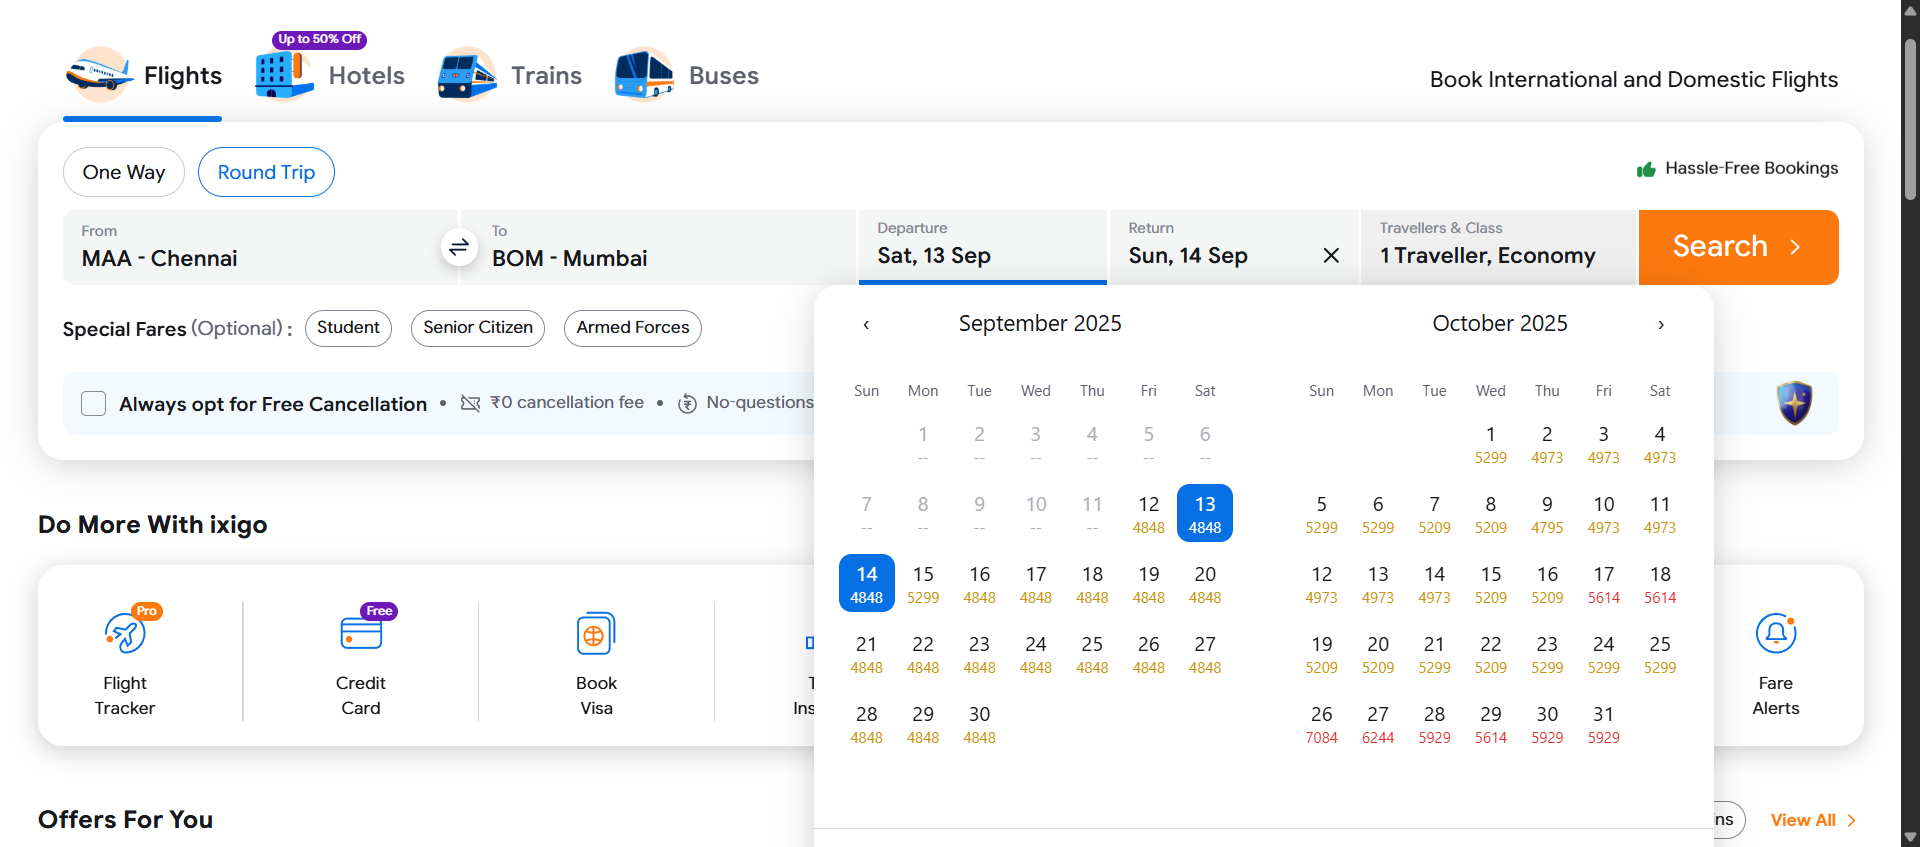 Up to 50% Off
Flights
Hotels
Trains
Buses
Book International and Domestic Flights
One Way
Round Trip
Hassle-Free Bookings
From
MAA - Chennai
To
BOM - Mumbai
Departure
Sat, 13 Sep
Return
Sun, 14 Sep
Travellers & Class
1 Traveller, Economy
Search
Special Fares (Optional) :
Student
Senior Citizen
Armed Forces
Always opt for Free Cancellation • ₹0 cancellation fee • No-questions
September 2025
Sun Mon Tue Wed Thu Fri Sat
1 2 3 4 5 6
-- -- -- -- -- --
7 8 9 10 11 12 13
-- -- -- -- -- 4848 4848
14 15 16 17 18 19 20
4848 5299 4848 4848 4848 4848 4848
21 22 23 24 25 26 27
4848 4848 4848 4848 4848 4848 4848
28 29 30
4848 4848 4848
October 2025
Sun Mon Tue Wed Thu Fri Sat
1 2 3 4
5299 4973 4973 4973
5 6 7 8 9 10 11
5299 5299 5209 5209 4795 4973 4973
12 13 14 15 16 17 18
4973 4973 4973 5209 5209 5614 5614
19 20 21 22 23 24 25
5209 5209 5299 5209 5299 5299 5299
26 27 28 29 30 31
7084 6244 5929 5614 5929 5929
Do More With ixigo
Pro
Flight
Tracker
Free
Credit
Card
Book
Visa
T
Ins
Fare
Alerts
Offers For You
ns
View All